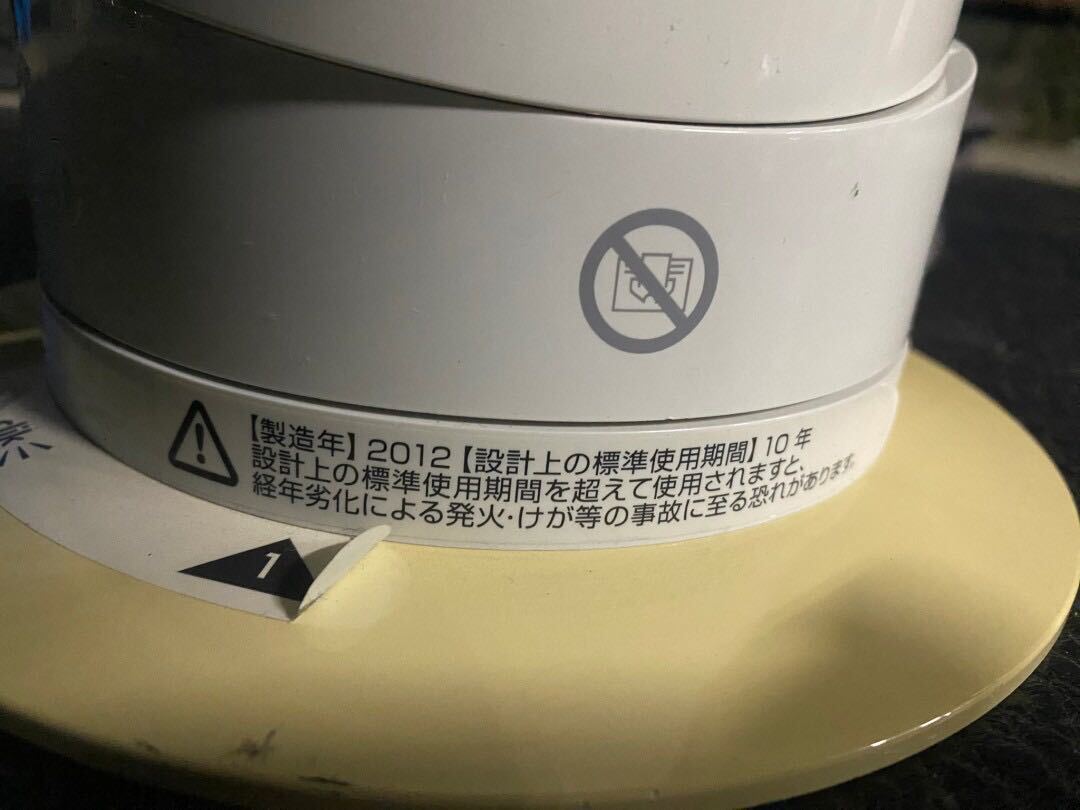 【製造年】2012【設計上の標準使用期間】10年
設計上の標準使用期間を超えて使用されますと、
経年劣化による発火・けが等の事故に至る恐れがあります。
1